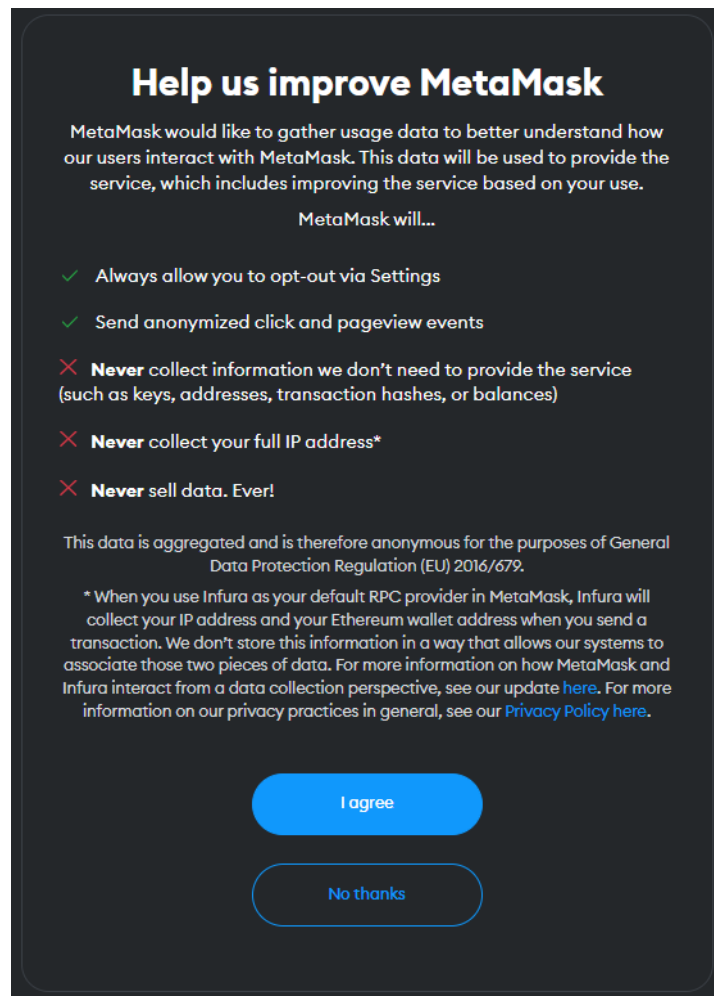 Help us improve MetaMask
MetaMask would like to gather usage data to better understand how
our users interact with MetaMask. This data will be used to provide the
service, which includes improving the service based on your use.
MetaMask will...
Always allow you to opt-out via Settings
Send anonymized click and pageview events
Never collect information we don't need to provide the service
(such as keys, addresses, transaction hashes, or balances)
Never collect your full IP address*
Never sell data. Ever!
This data is aggregated and is therefore anonymous for the purposes of General
Data Protection Regulation (EU) 2016/679.
* When you use Infura as your default RPC provider in MetaMask, Infura will
collect your IP address and your Ethereum wallet address when you send a
transaction. We don't store this information in a way that allows our systems to
associate those two pieces of data. For more information on how MetaMask and
Infura interact from a data collection perspective, see our update here. For more
information on our privacy practices in general, see our Privacy Policy here.
I agree
No thanks